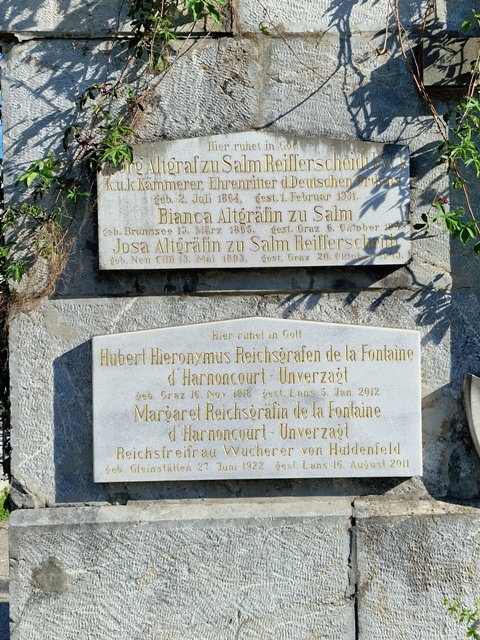 Hier ruhet in Gott
Altgraf zu Salm Reifferscheidt
K.u.k Kämmerer, Ehrenritter d. Deutschen
geb. 2. Juli 1864, gest. 1. Februar 1931.
Bianca Altgräfin zu Salm
geb. Brunnsee 13. März 1865, gest. Graz 6. Oktober
Josa Altgräfin zu Salm Reifferscheidt
geb. Neu Cilli 13. Mai 1893, gest. Graz 20. Oktober
Hier ruhet in Gott
Hubert Hieronymus Reichsgrafen de la Fontaine
d'Harnoncourt - Unverzagt
geb. Graz 16 Nov 1918 gest. Lans 5. Jan. 2012
Margaret Reichsgräfin de la Fontaine
d'Harnoncourt - Unverzagt
Reichsfreifrau Wucherer von Huldenfeld
geb. Gleinstätten 27. Juni 1922 gest. Lans 16. August 2011